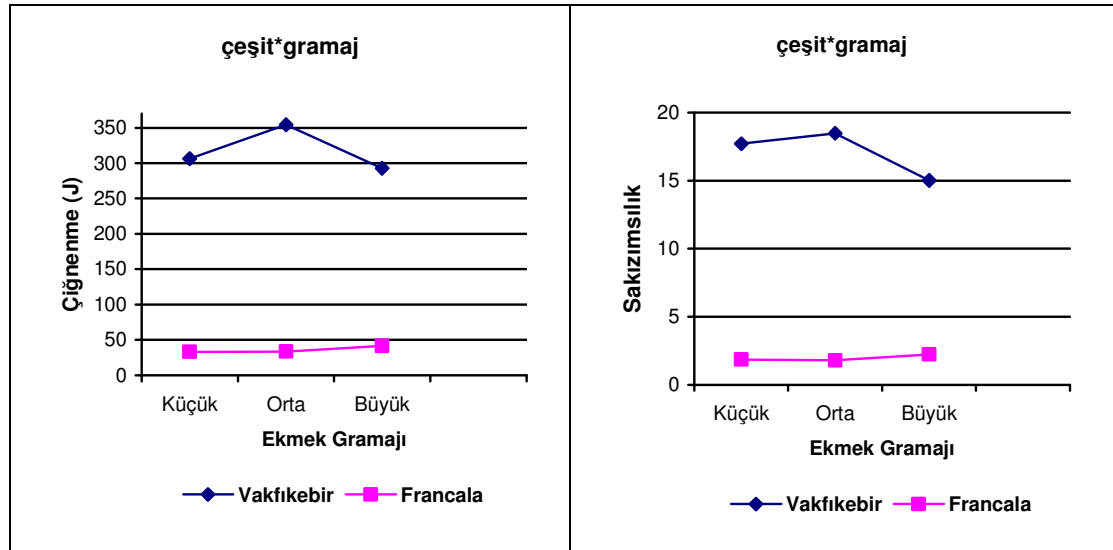 çeşit*gramaj
350
300
250
200
150
100
50
0
Çiğnenme (J)
Küçük Orta Büyük
Ekmek Gramajı
Vakfıkebir Francala
çeşit*gramaj
20
15
10
5
0
Sakızımsılık
Küçük Orta Büyük
Ekmek Gramajı
Vakfıkebir Francala